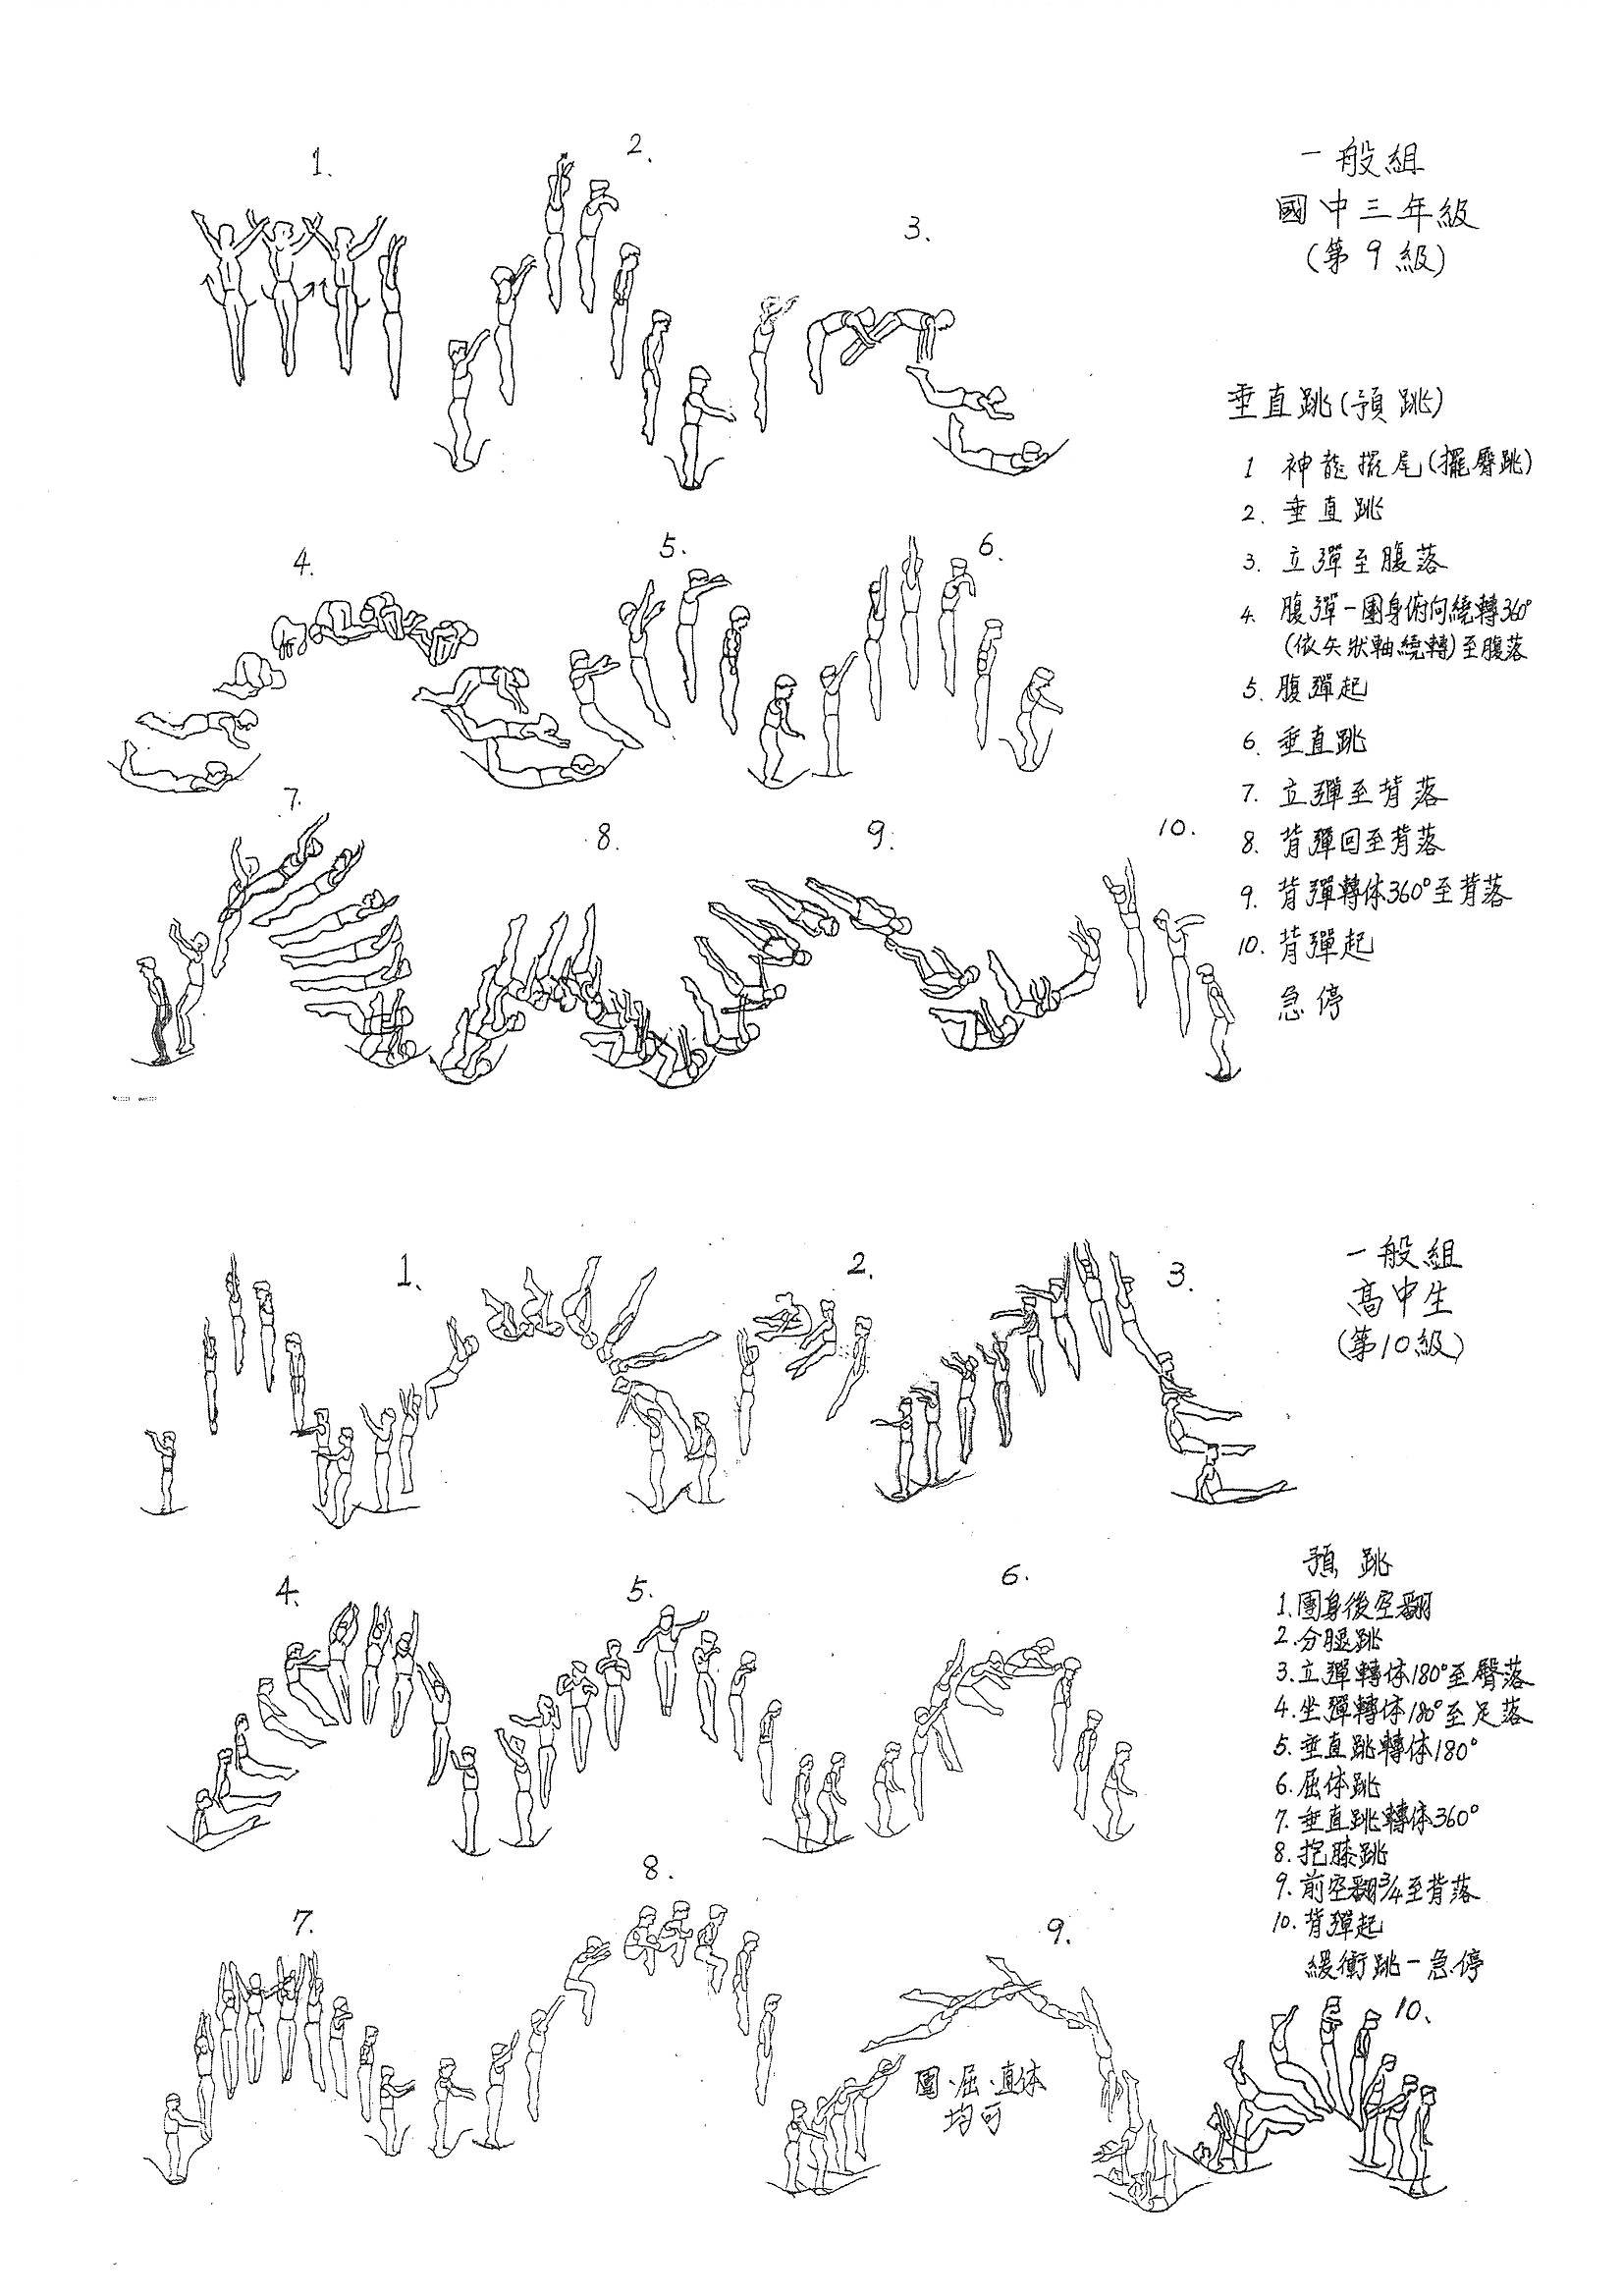 一般組
國中三年級
(第9級)
垂直跳(預跳)
1 神龍擺尾(擺臀跳)
2. 垂直跳
3. 立彈至腹落
4. 腹彈-團身俯向繞轉360°
(依矢狀軸繞轉)至腹落
5. 腹彈起
6. 垂直跳
7. 立彈至背落
8. 背彈回至背落
9. 背彈轉体360°至背落
10. 背彈起
急停
1.
2.
3.
4.
5.
6.
7.
8.
9.
10.
一般組
高中生
(第10級)
預跳
1.團身後空翻
2.分腿跳
3.立彈轉体180°至臀落
4.坐彈轉体180°至足落
5.垂直跳轉体180°
6.屈体跳
7.垂直跳轉体360°
8.抱膝跳
9.前空翻3/4至背落
10.背彈起
緩衝跳-急停
1.
2.
3.
4.
5.
6.
7.
8.
9.
團、屈、直体
均可
10.